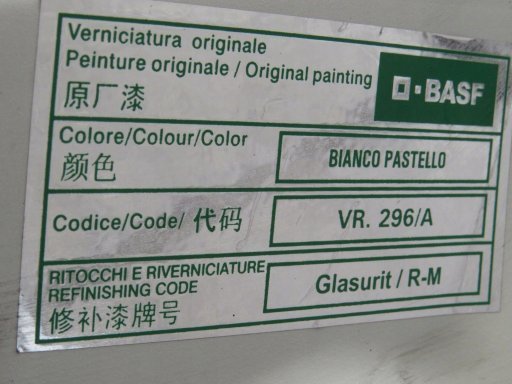 Verniciatura originale
Peinture originale / Original painting
原厂漆
BASF
Colore/Colour/Color
颜色
BIANCO PASTELLO
Codice/Code/ 代码
VR. 296/A
RITOCCHI E RIVERNICIATURE
REFINISHING CODE
修补漆牌号
Glasurit / R-M